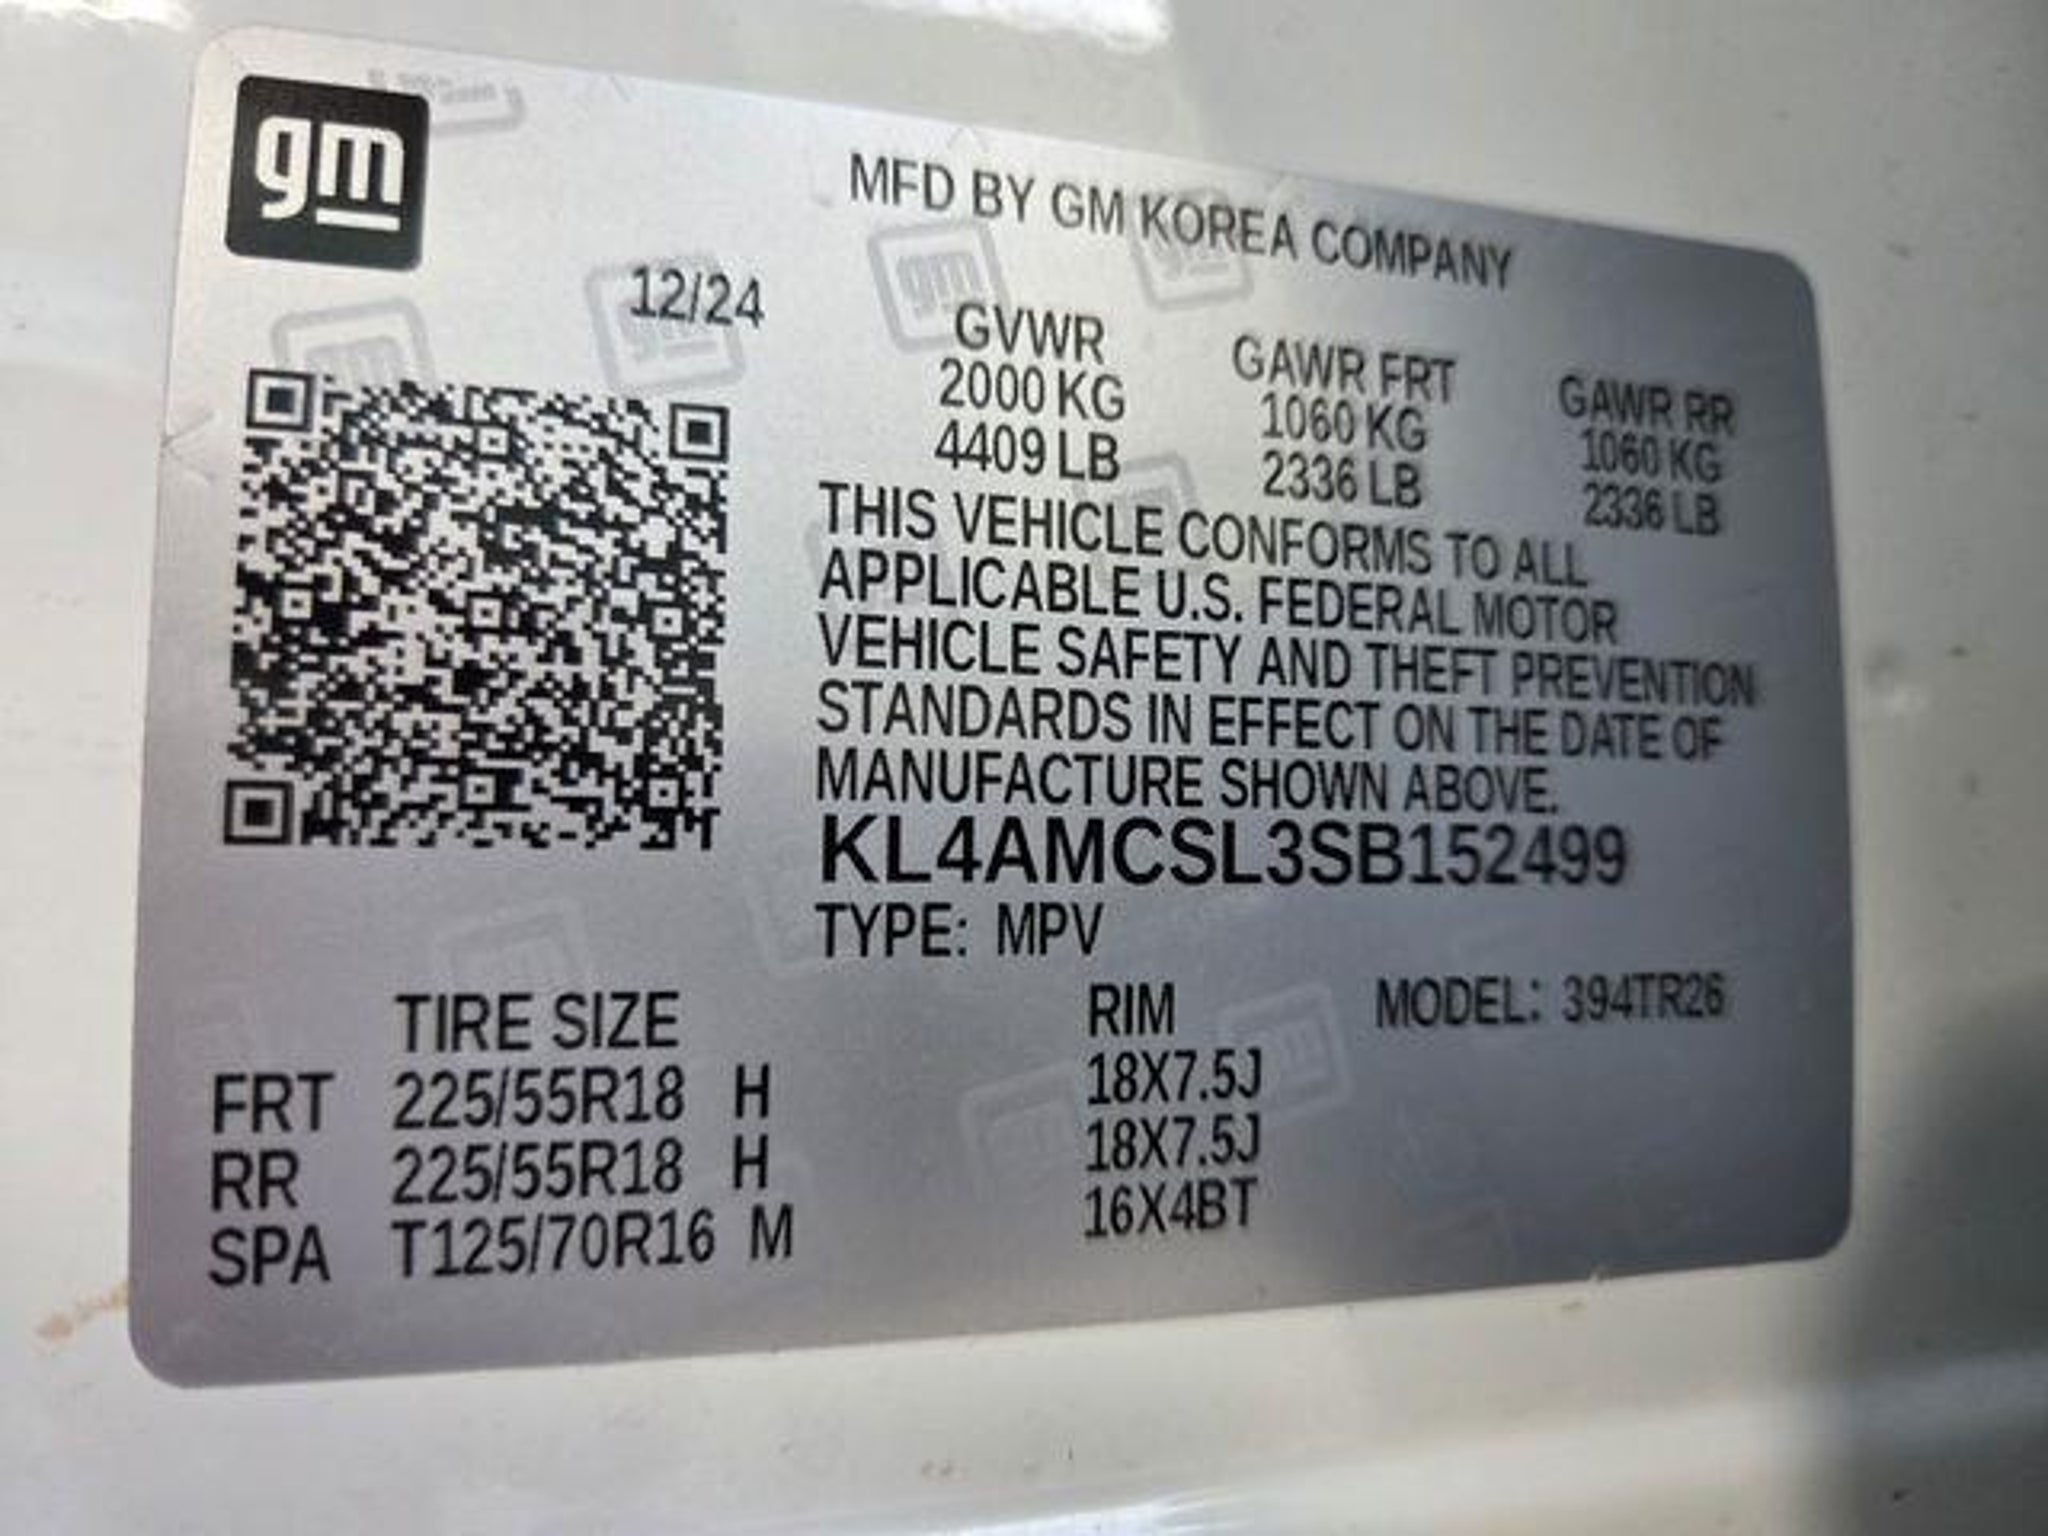 gm
MFD BY GM KOREA COMPANY
12/24
GVWR GAWR FRT GAWR RR
2000 KG 1060 KG 1060 KG
4409 LB 2336 LB 2336 LB
THIS VEHICLE CONFORMS TO ALL
APPLICABLE U.S. FEDERAL MOTOR
VEHICLE SAFETY AND THEFT PREVENTION
STANDARDS IN EFFECT ON THE DATE OF
MANUFACTURE SHOWN ABOVE.
KL4AMCSL3SB152499
TYPE: MPV
TIRE SIZE RIM MODEL: 394TR26
FRT 225/55R18 H 18X7.5J
RR 225/55R18 H 18X7.5J
SPA T125/70R16 M 16X4BT